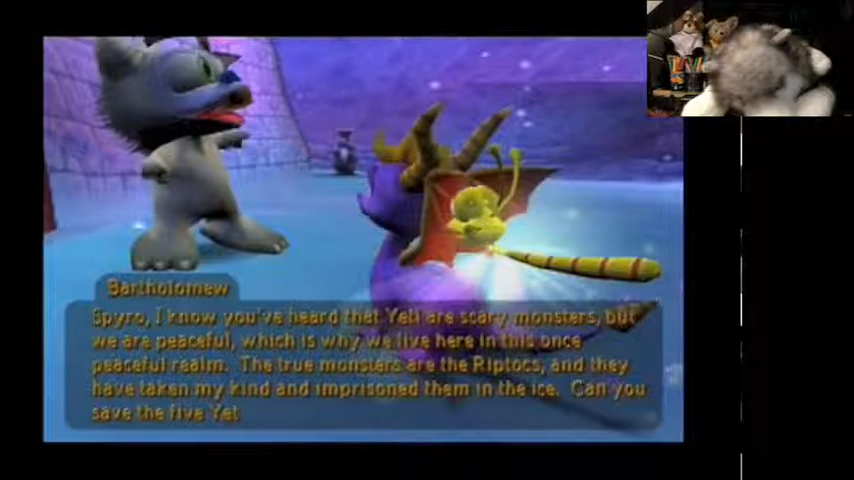 Bartholomew
Spyro, I know you've heard that Yeti are scary monsters, but
we are peaceful, which is why we live here in this once
peaceful realm. The true monsters are the Riptocs, and they
have taken my kind and imprisoned them in the ice. Can you
save the five Yet